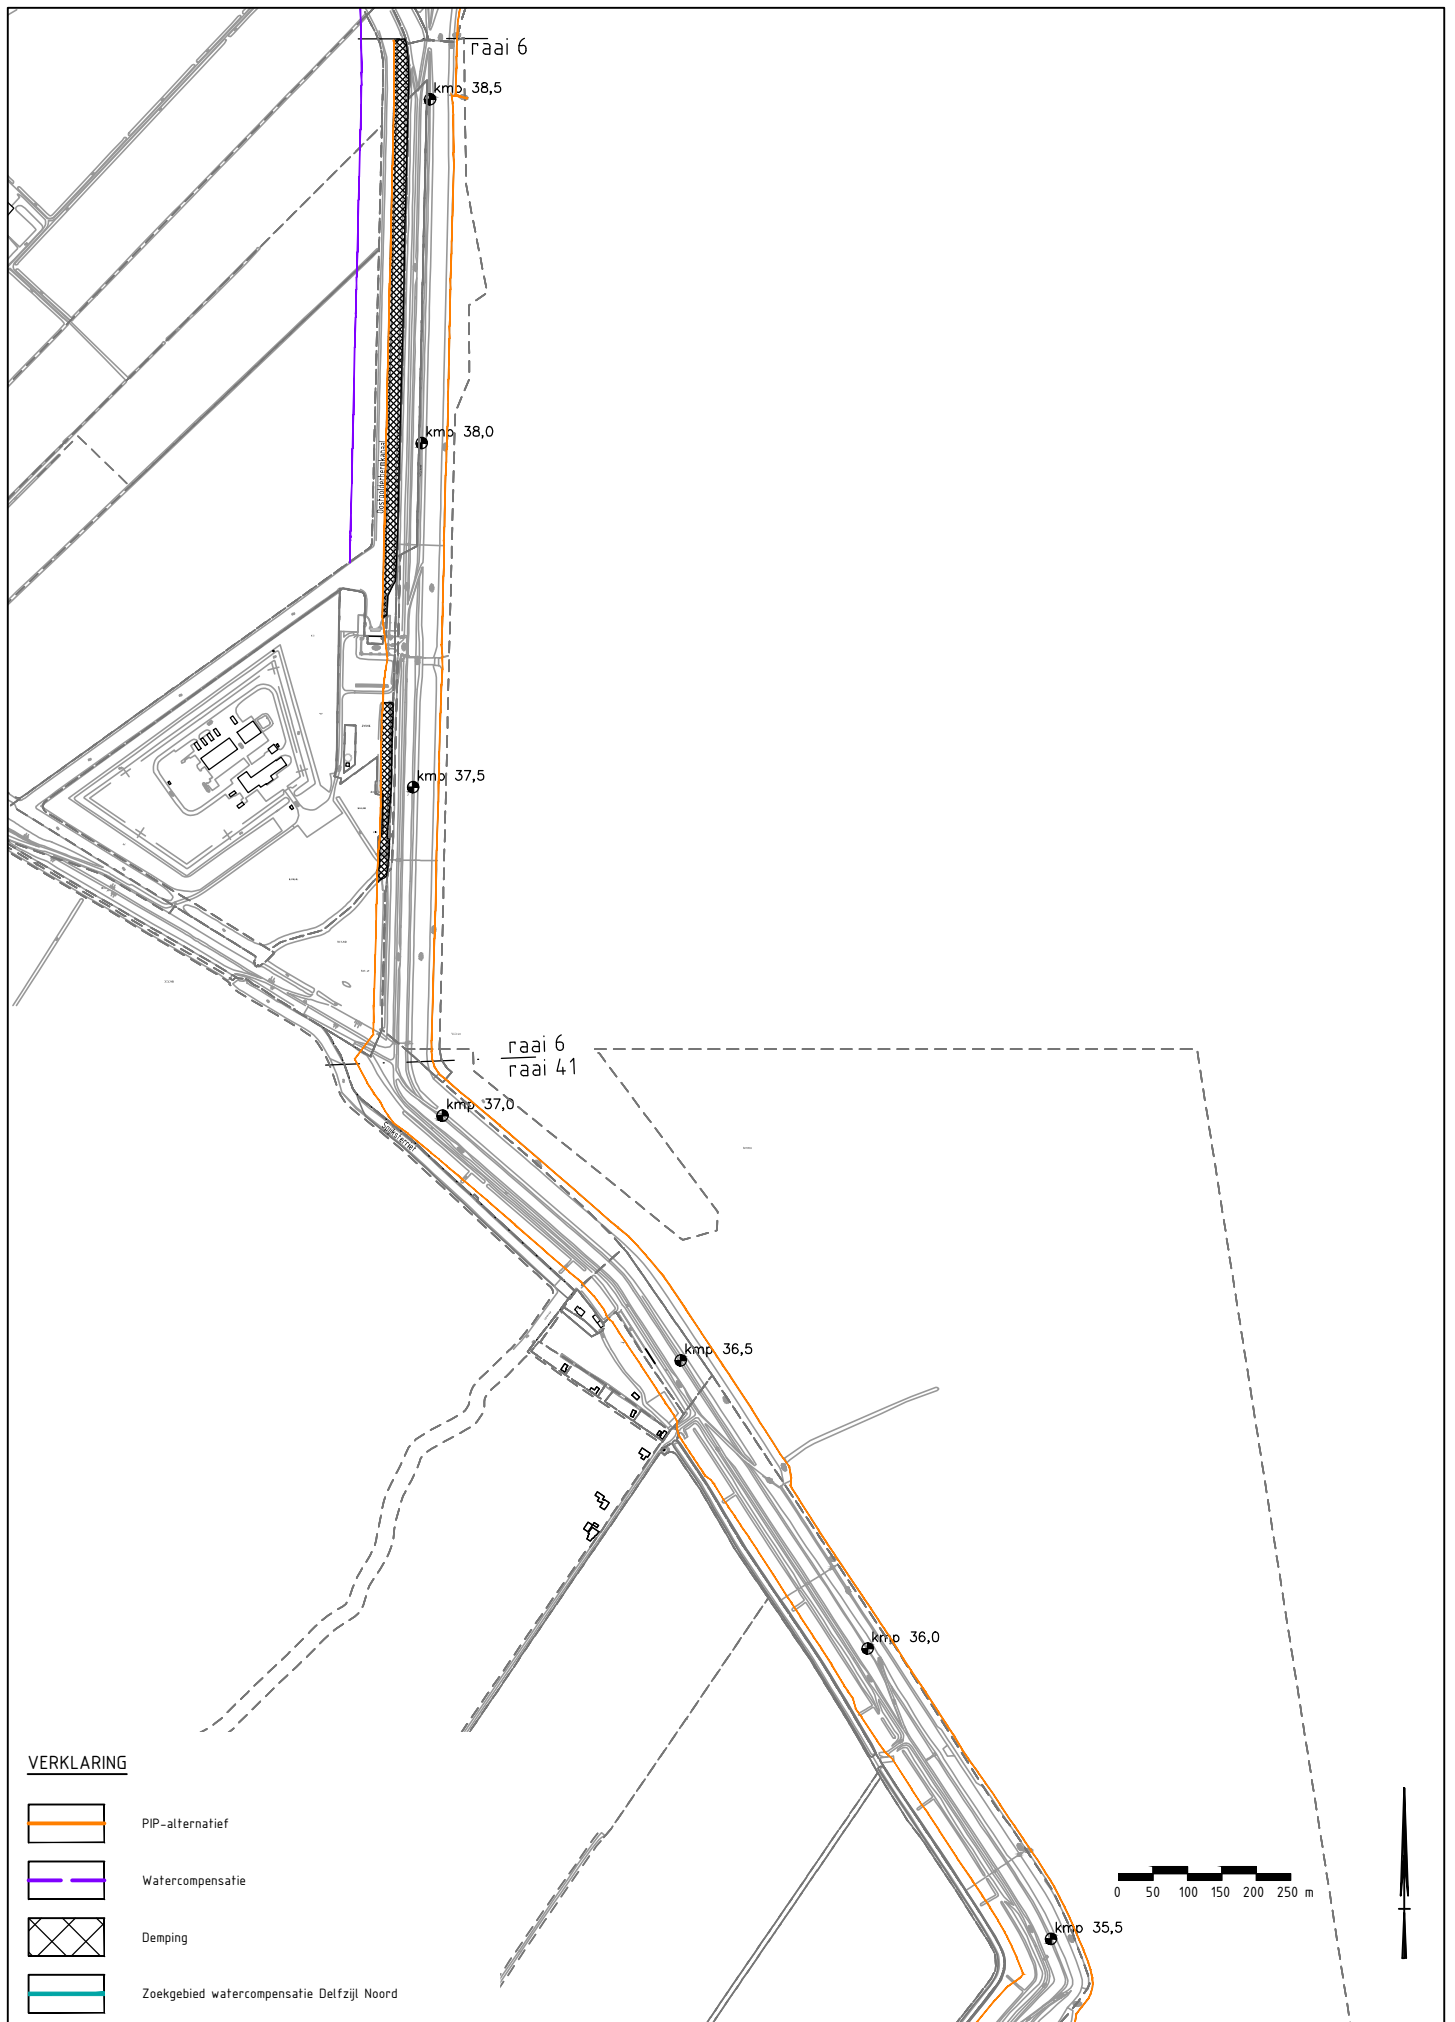 raai 6
kmp 38,5
kmp 38,0
Oostpolderbermkanaal
kmp 37,5
raai 6
raai 41
kmp 37,0
Spijksterriet
kmp 36,5
kmp 36,0
kmp 35,5
VERKLARING
PIP-alternatief
Watercompensatie
Demping
Zoekgebied watercompensatie Delfzijl Noord
0 50 100 150 200 250 m